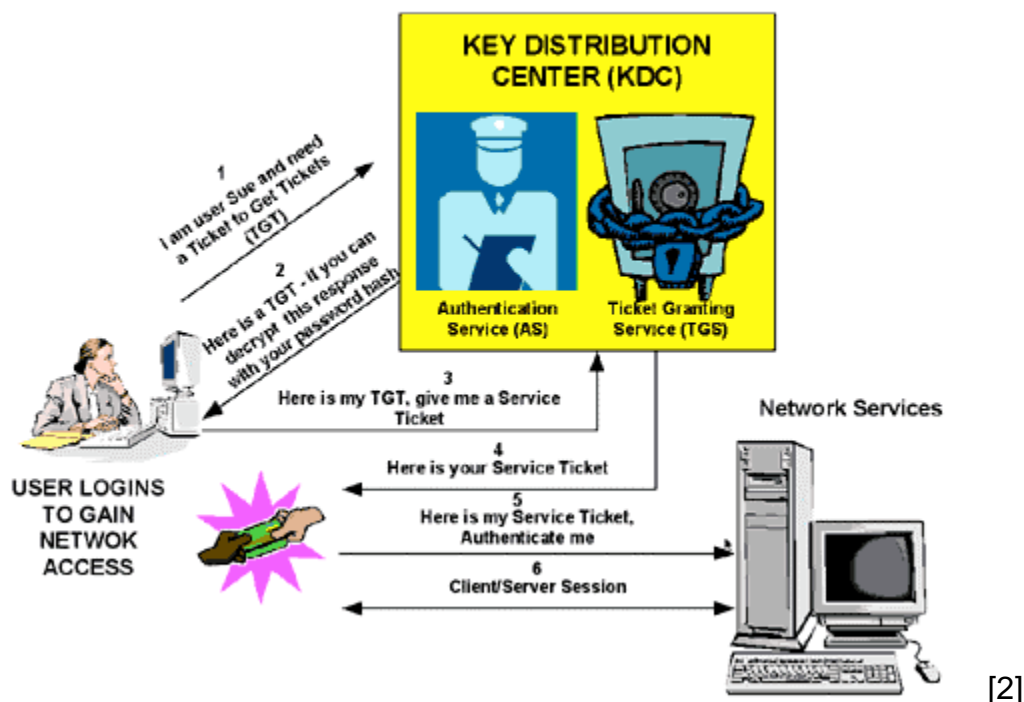 KEY DISTRIBUTION
CENTER (KDC)
1
I am user Sue and need
a Ticket to Get Tickets
(TGT)
2
Here is a TGT - if you can
decrypt this response
with your password hash
Authentication
Service (AS)
Ticket Granting
Service (TGS)
3
Here is my TGT, give me a Service
Ticket
Network Services
4
Here is your Service Ticket
USER LOGINS
TO GAIN
NETWOK
ACCESS
5
Here is my Service Ticket,
Authenticate me
6
Client/Server Session
[2]